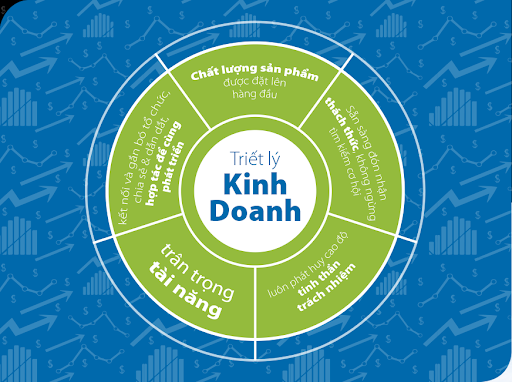 Triết lý
Kinh
Doanh
Chất lượng sản phẩm
được đặt lên
hàng đầu
Sẵn sàng đón nhận
thách thức, không ngừng
tìm kiếm cơ hội
luôn phát huy cao độ
tinh thần
trách nhiệm
trân trọng
tài năng
kết nối và gắn bó tổ chức,
chia sẻ & dẫn dắt,
hợp tác để cùng
phát triển